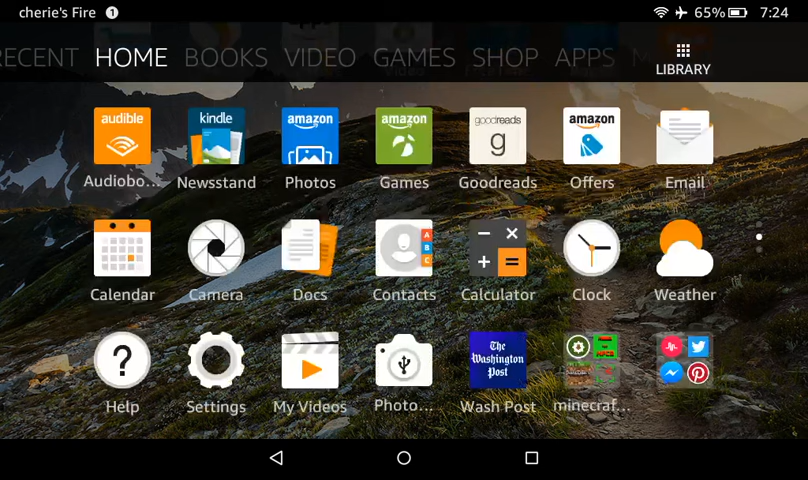 cherie's Fire 1 65% 7:24
RECENT HOME BOOKS VIDEO GAMES SHOP APPS M
LIBRARY
audible kindle amazon amazon goodreads amazon
g
Audiobo... Newsstand Photos Games Goodreads Offers Email
A
B
C
Calendar Camera Docs Contacts Calculator Clock Weather
The
Washington
Post
Help Settings My Videos Photo... Wash Post minecraf...